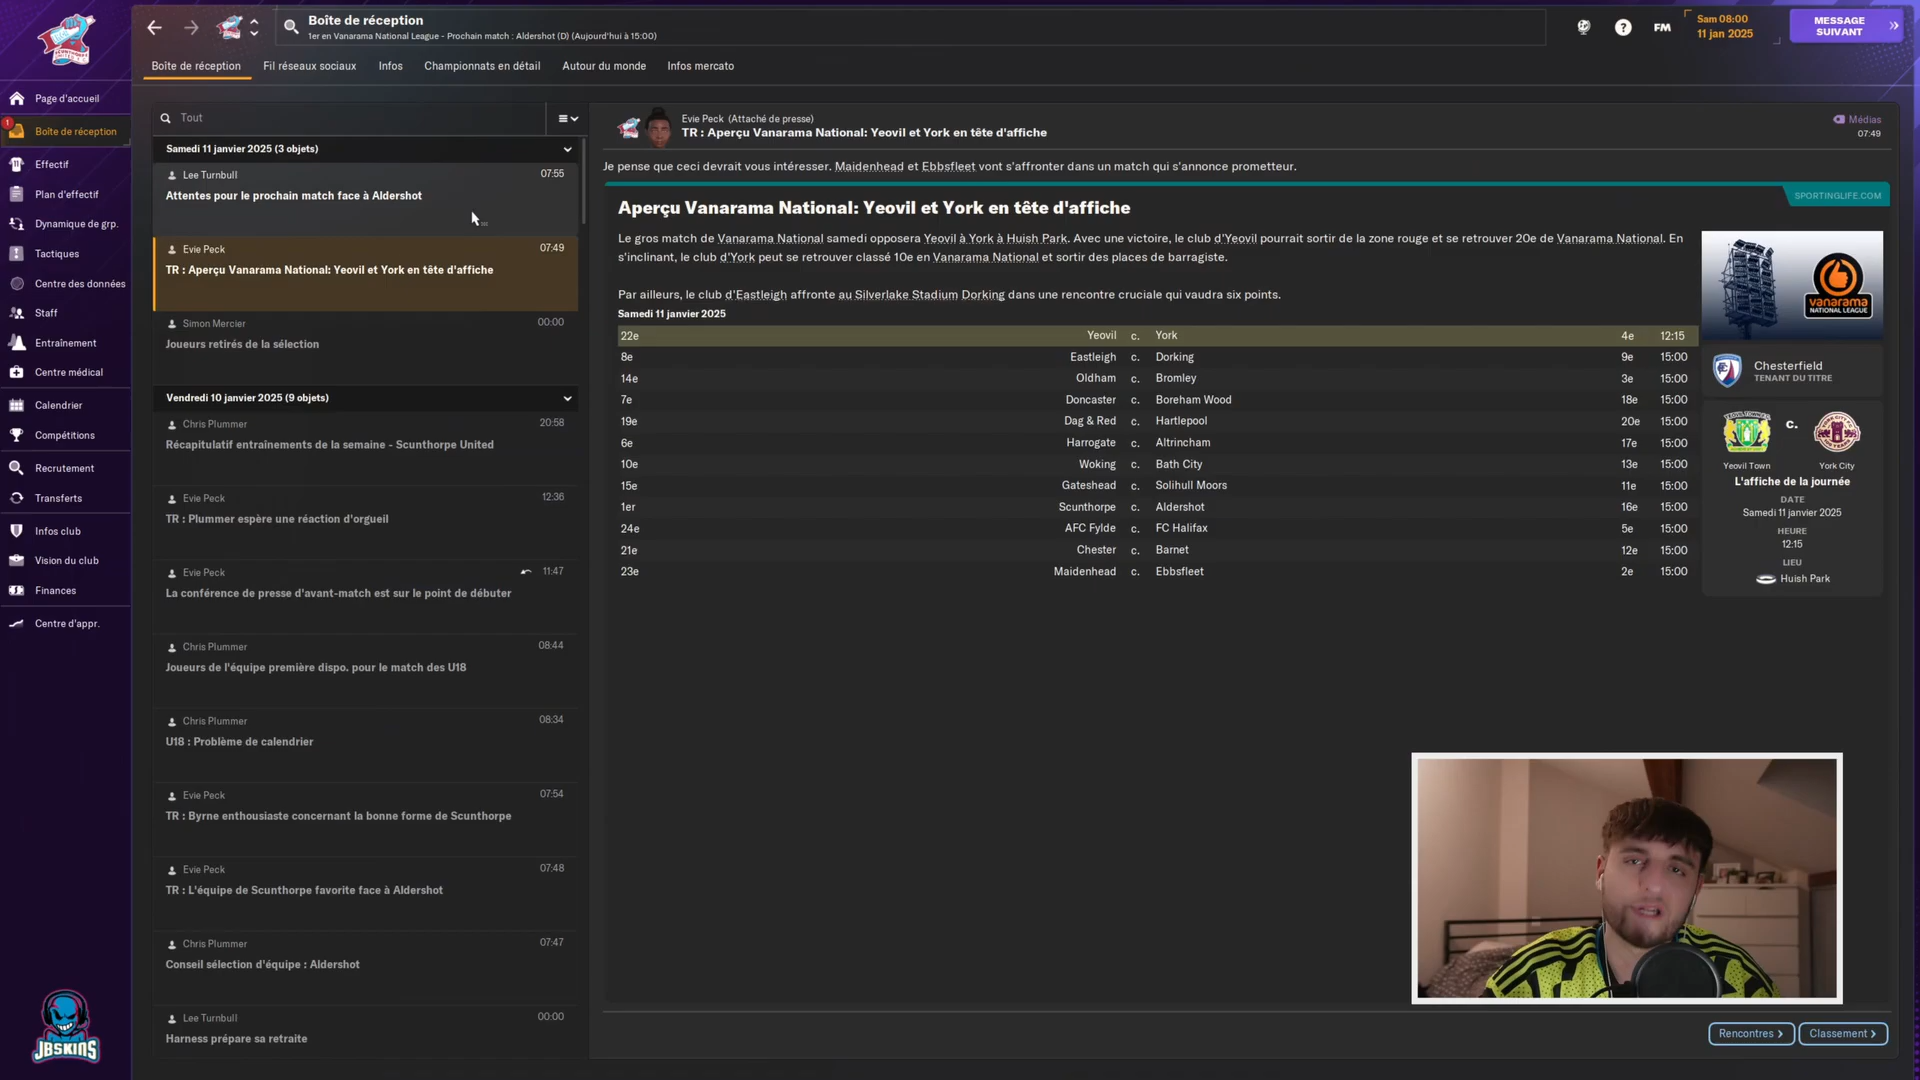 Boîte de réception
1er en Vanarama National League - Prochain match : Aldershot (D) (Aujourd'hui à 15:00)
FM
Sam 08:00
11 jan 2025
MESSAGE
SUIVANT
Boîte de réception
Fil réseaux sociaux
Infos
Championnats en détail
Autour du monde
Infos mercato
Page d'accueil
1
Boîte de réception
Effectif
Plan d'effectif
Dynamique de grp.
Tactiques
Centre des données
Staff
Entraînement
Centre médical
Calendrier
Compétitions
Recrutement
Transferts
Infos club
Vision du club
Finances
Centre d'appr.
JBSKINS
Tout
Samedi 11 janvier 2025 (3 objets)
Lee Turnbull 07:55
Attentes pour le prochain match face à Aldershot
Evie Peck 07:49
TR : Aperçu Vanarama National: Yeovil et York en tête d'affiche
Simon Mercier 00:00
Joueurs retirés de la sélection
Vendredi 10 janvier 2025 (9 objets)
Chris Plummer 20:58
Récapitulatif entraînements de la semaine - Scunthorpe United
Evie Peck 12:36
TR : Plummer espère une réaction d'orgueil
Evie Peck 11:47
La conférence de presse d'avant-match est sur le point de débuter
Chris Plummer 08:44
Joueurs de l'équipe première dispo. pour le match des U18
Chris Plummer 08:34
U18 : Problème de calendrier
Evie Peck 07:54
TR : Byrne enthousiaste concernant la bonne forme de Scunthorpe
Evie Peck 07:48
TR : L'équipe de Scunthorpe favorite face à Aldershot
Chris Plummer 07:47
Conseil sélection d'équipe : Aldershot
Lee Turnbull 00:00
Harness prépare sa retraite
Evie Peck (Attaché de presse)
TR : Aperçu Vanarama National: Yeovil et York en tête d'affiche
Médias
07:49
Je pense que ceci devrait vous intéresser. Maidenhead et Ebbsfleet vont s'affronter dans un match qui s'annonce prometteur.
SPORTINGLIFE.COM
Aperçu Vanarama National: Yeovil et York en tête d'affiche
Le gros match de Vanarama National samedi opposera Yeovil à York à Huish Park. Avec une victoire, le club d'Yeovil pourrait sortir de la zone rouge et se retrouver 20e de Vanarama National. En
s'inclinant, le club d'York peut se retrouver classé 10e en Vanarama National et sortir des places de barragiste.
Par ailleurs, le club d'Eastleigh affronte au Silverlake Stadium Dorking dans une rencontre cruciale qui vaudra six points.
Samedi 11 janvier 2025
22e Yeovil c. York 4e 12:15
8e Eastleigh c. Dorking 9e 15:00
14e Oldham c. Bromley 3e 15:00
7e Doncaster c. Boreham Wood 18e 15:00
19e Dag & Red c. Hartlepool 20e 15:00
6e Harrogate c. Altrincham 17e 15:00
10e Woking c. Bath City 13e 15:00
15e Gateshead c. Solihull Moors 11e 15:00
1er Scunthorpe c. Aldershot 16e 15:00
24e AFC Fylde c. FC Halifax 5e 15:00
21e Chester c. Barnet 12e 15:00
23e Maidenhead c. Ebbsfleet 2e 15:00
vanarama
NATIONAL LEAGUE
Chesterfield
TENANT DU TITRE
c.
Yeovil Town
York City
L'affiche de la journée
DATE
Samedi 11 janvier 2025
HEURE
12:15
LIEU
Huish Park
Rencontres
Classement